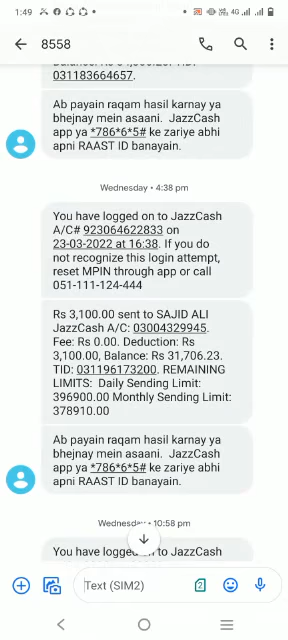 1:49
4G
8558
031183664657.
Ab payain raqam hasil karnay ya
bhejnay mein asaani. JazzCash
app ya *786*6*5# ke zariye abhi
apni RAAST ID banayain.
Wednesday • 4:38 pm
You have logged on to JazzCash
A/C# 923064622833 on
23-03-2022 at 16:38. If you do
not recognize this login attempt,
reset MPIN through app or call
051-111-124-444
Rs 3,100.00 sent to SAJID ALI
JazzCash A/C: 03004329945.
Fee: Rs 0.00. Deduction: Rs
3,100.00, Balance: Rs 31,706.23.
TID: 031196173200. REMAINING
LIMITS: Daily Sending Limit:
396900.00 Monthly Sending Limit:
378910.00
Ab payain raqam hasil karnay ya
bhejnay mein asaani. JazzCash
app ya *786*6*5# ke zariye abhi
apni RAAST ID banayain.
Wednesday • 10:58 pm
You have logged on to JazzCash
Text (SIM2)
2